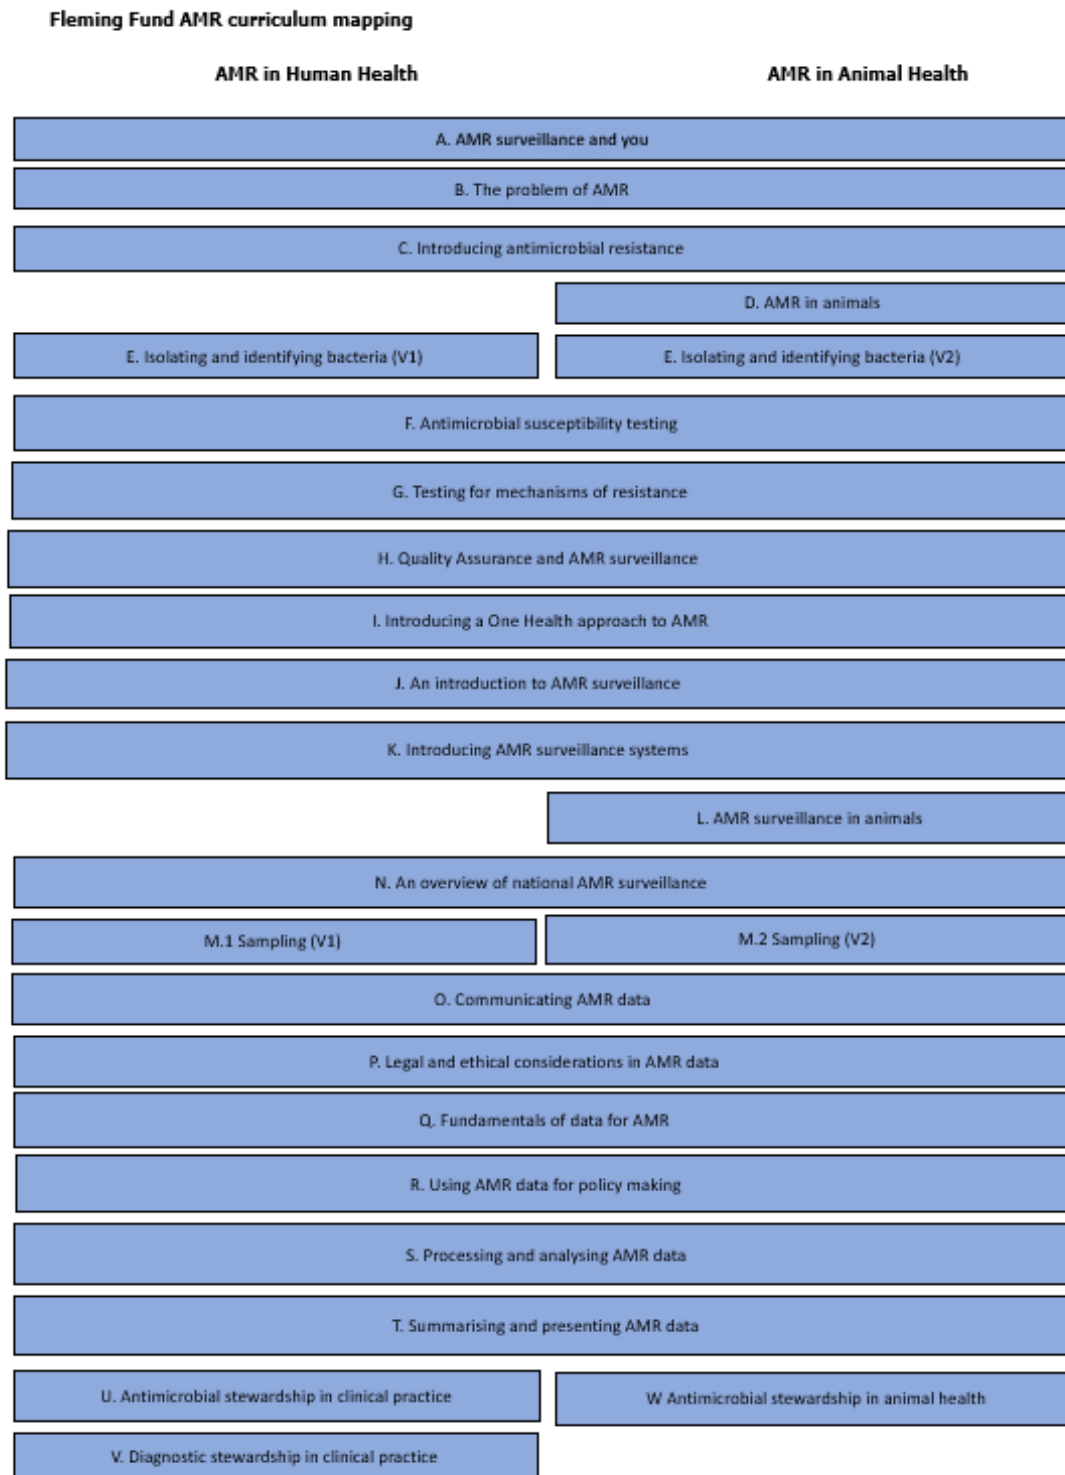 Fleming Fund AMR curriculum mapping
AMR in Human Health
AMR in Animal Health
A. AMR surveillance and you
B. The problem of AMR
C. Introducing antimicrobial resistance
D. AMR in animals
E. Isolating and identifying bacteria (V1)
E. Isolating and identifying bacteria (V2)
F. Antimicrobial susceptibility testing
G. Testing for mechanisms of resistance
H. Quality Assurance and AMR surveillance
I. Introducing a One Health approach to AMR
J. An introduction to AMR surveillance
K. Introducing AMR surveillance systems
L. AMR surveillance in animals
N. An overview of national AMR surveillance
M.1 Sampling (V1)
M.2 Sampling (V2)
O. Communicating AMR data
P. Legal and ethical considerations in AMR data
Q. Fundamentals of data for AMR
R. Using AMR data for policy making
S. Processing and analysing AMR data
T. Summarising and presenting AMR data
U. Antimicrobial stewardship in clinical practice
W Antimicrobial stewardship in animal health
V. Diagnostic stewardship in clinical practice